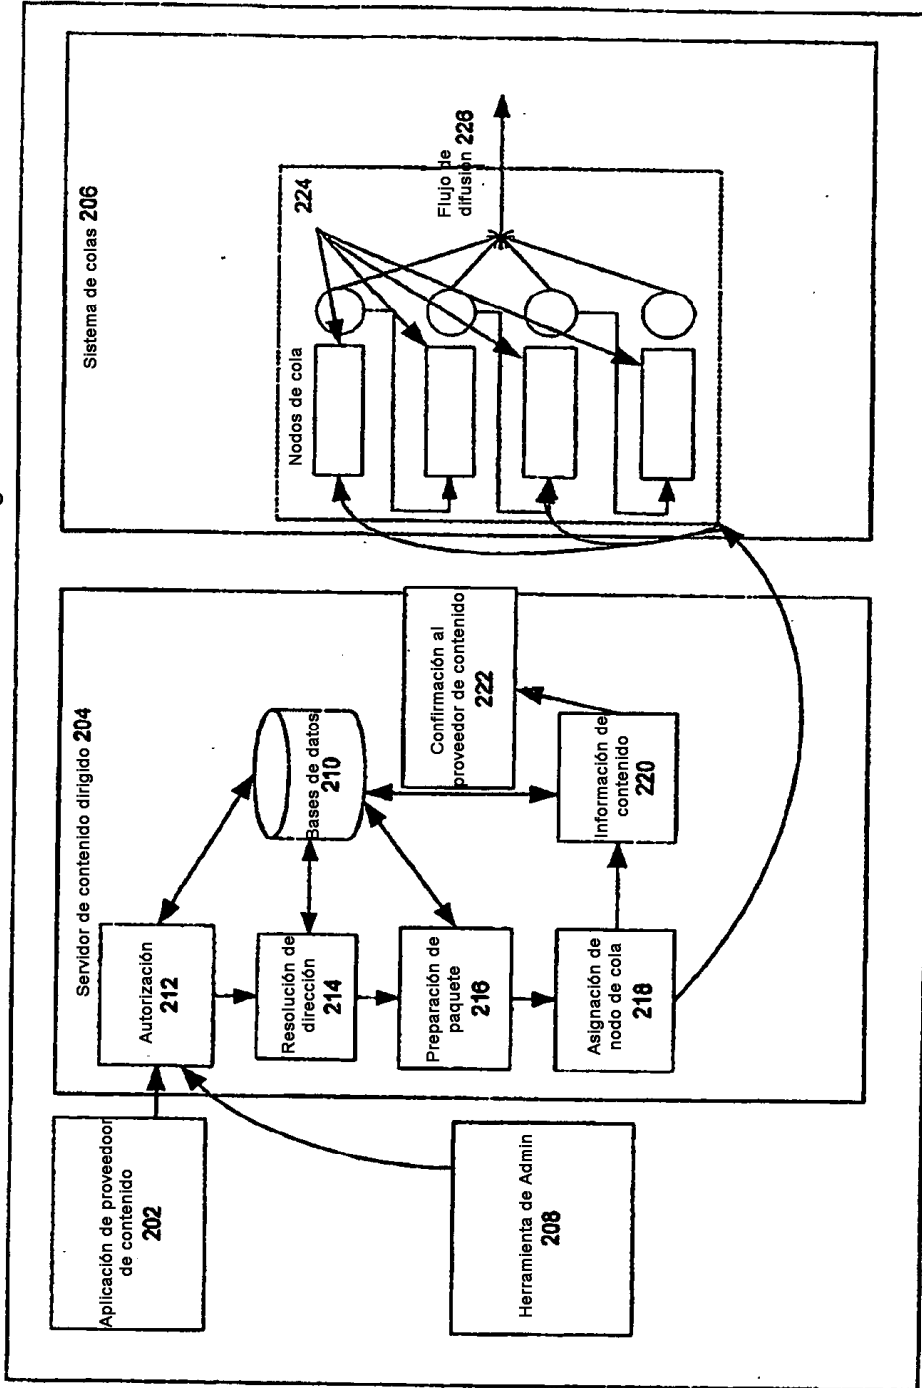 Aplicación de proveedor
de contenido
202
Herramienta de Admin
208
Servidor de contenido dirigido 204
Autorización
212
Resolución de
dirección
214
Preparación de
paquete
216
Asignación de
nodo de cola
218
Bases de datos
210
Información de
contenido
220
Confirmación al
proveedor de contenido
222
Sistema de colas 206
Nodos de cola
224
Flujo de
difusión 226